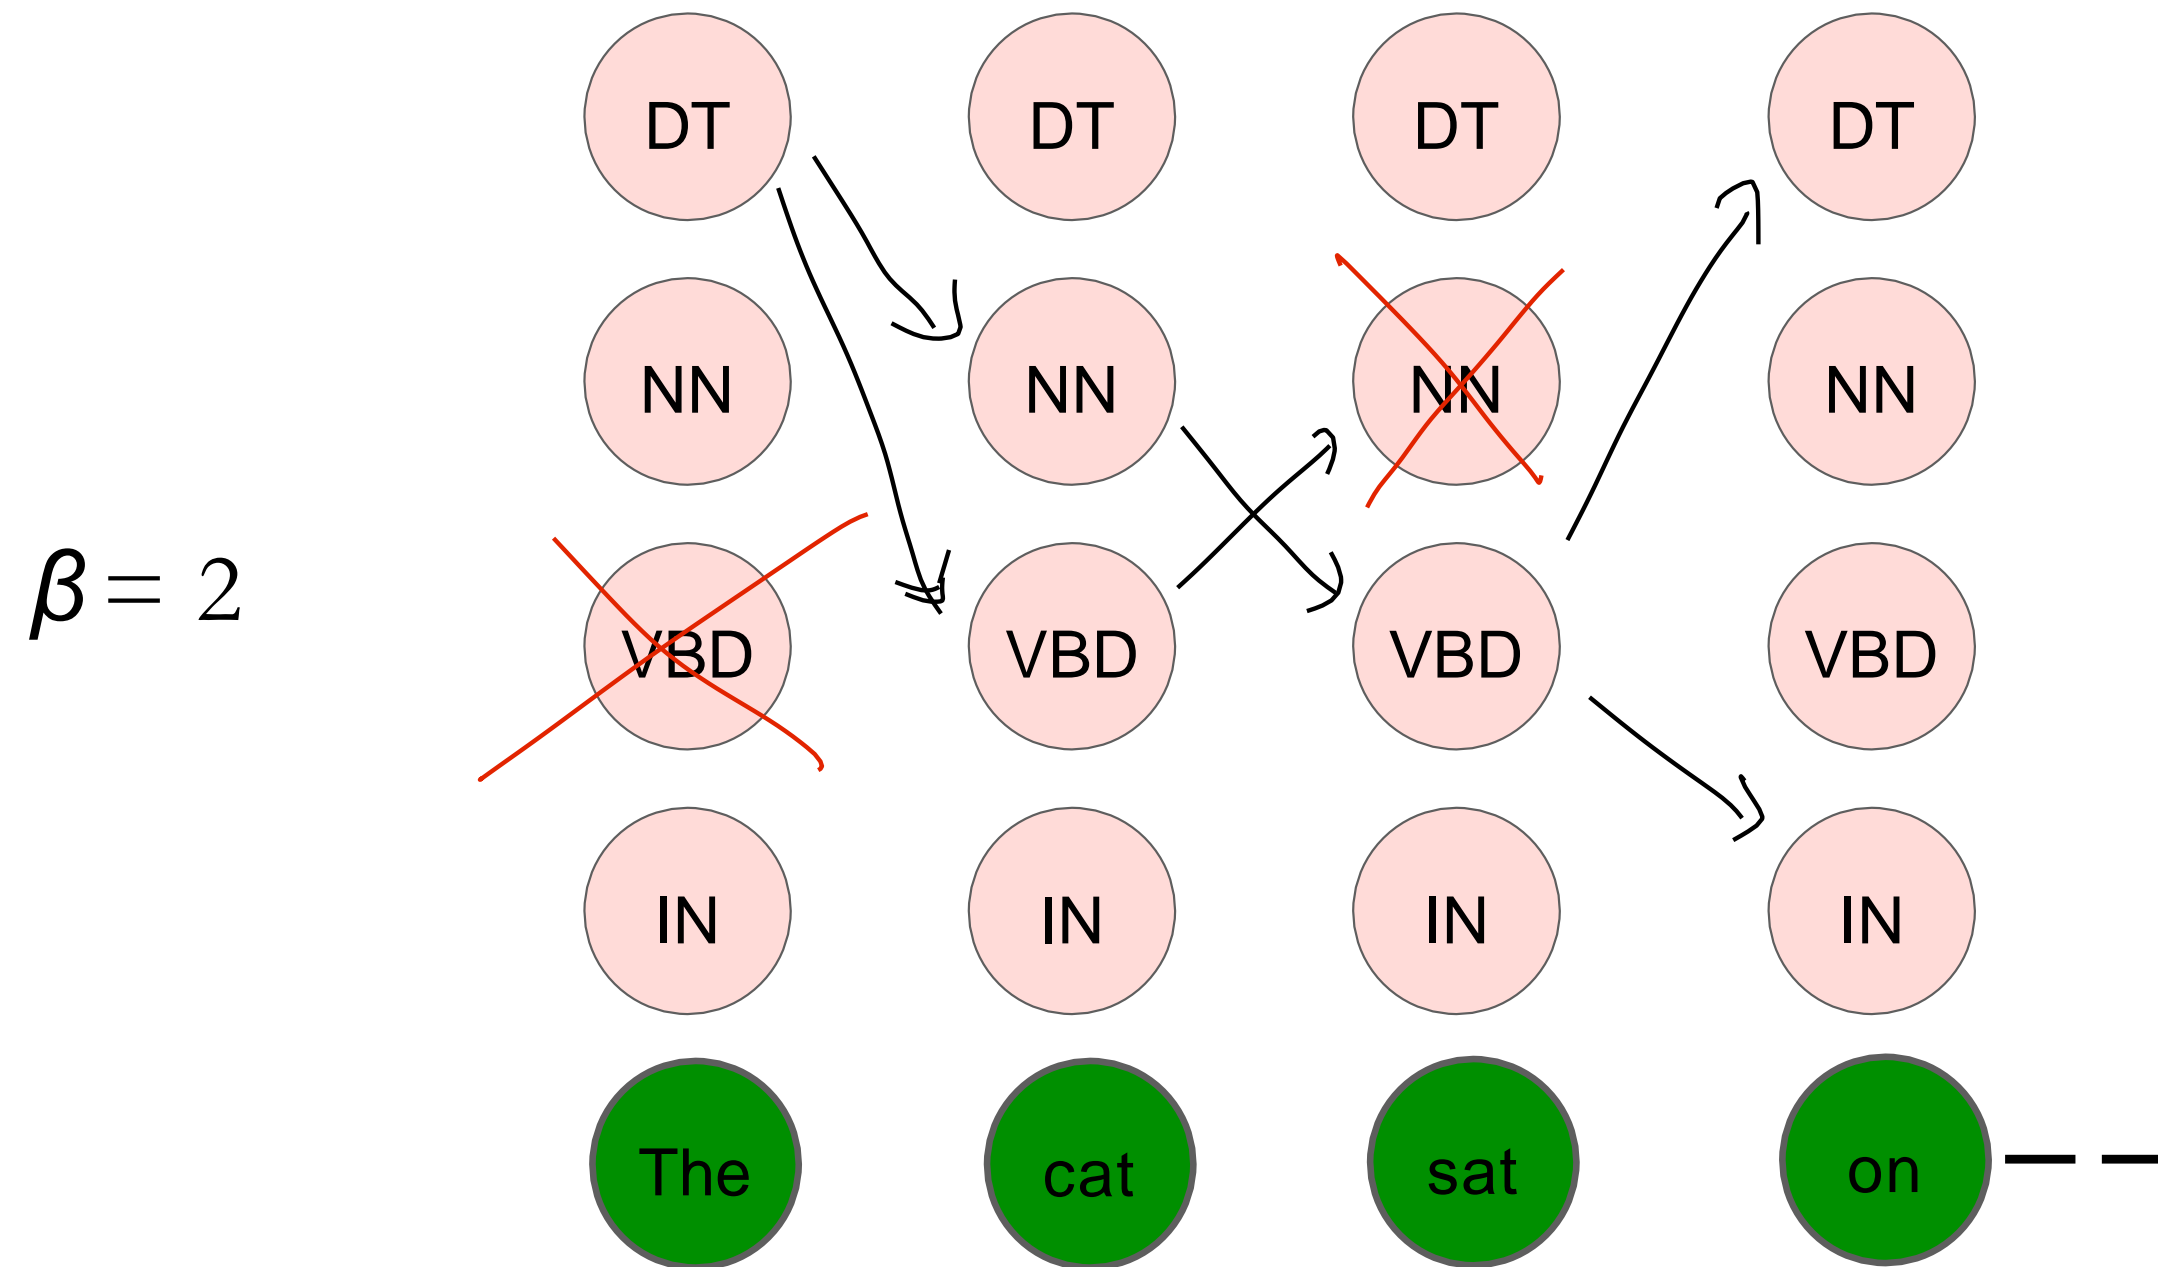 DT DT DT DT
NN NN NN NN
β = 2
VBD VBD VBD VBD
IN IN IN IN
The cat sat on